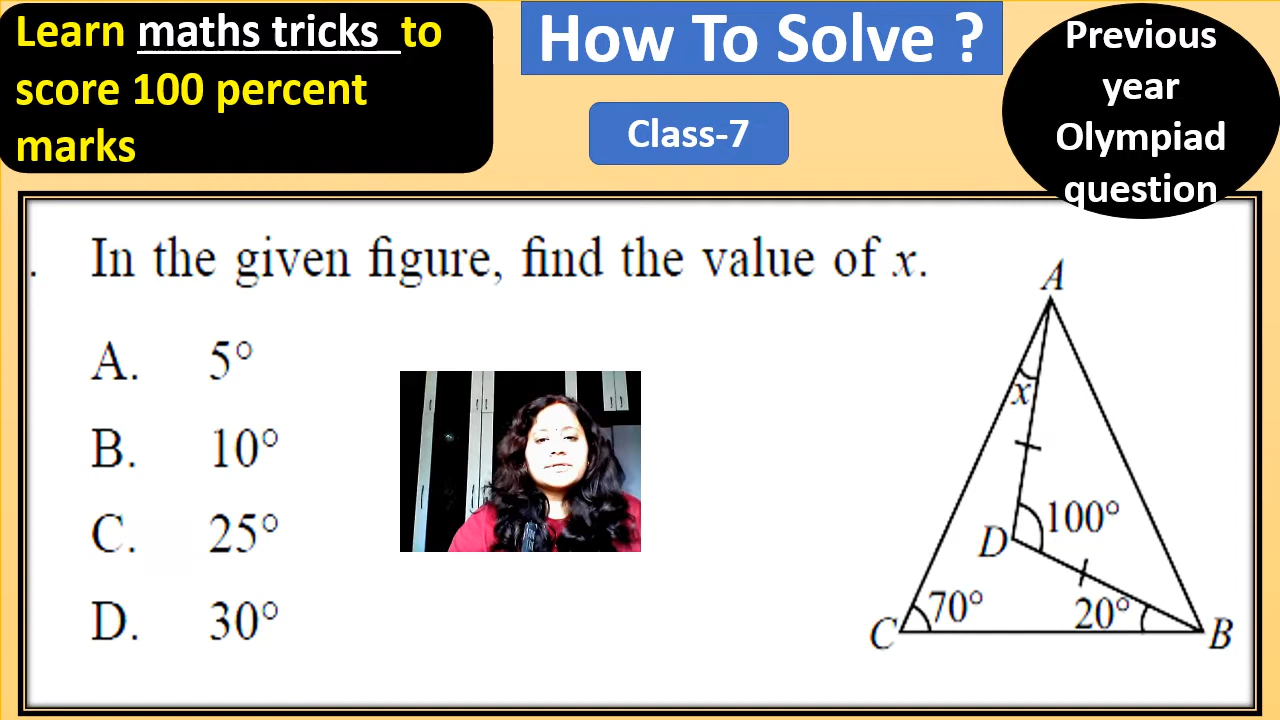 Learn maths tricks to
score 100 percent
marks
How To Solve ?
Class-7
Previous
year
Olympiad
question
. In the given figure, find the value of x.
A. 5°
B. 10°
C. 25°
D. 30°
A
x
100°
D
70°
20°
C
B